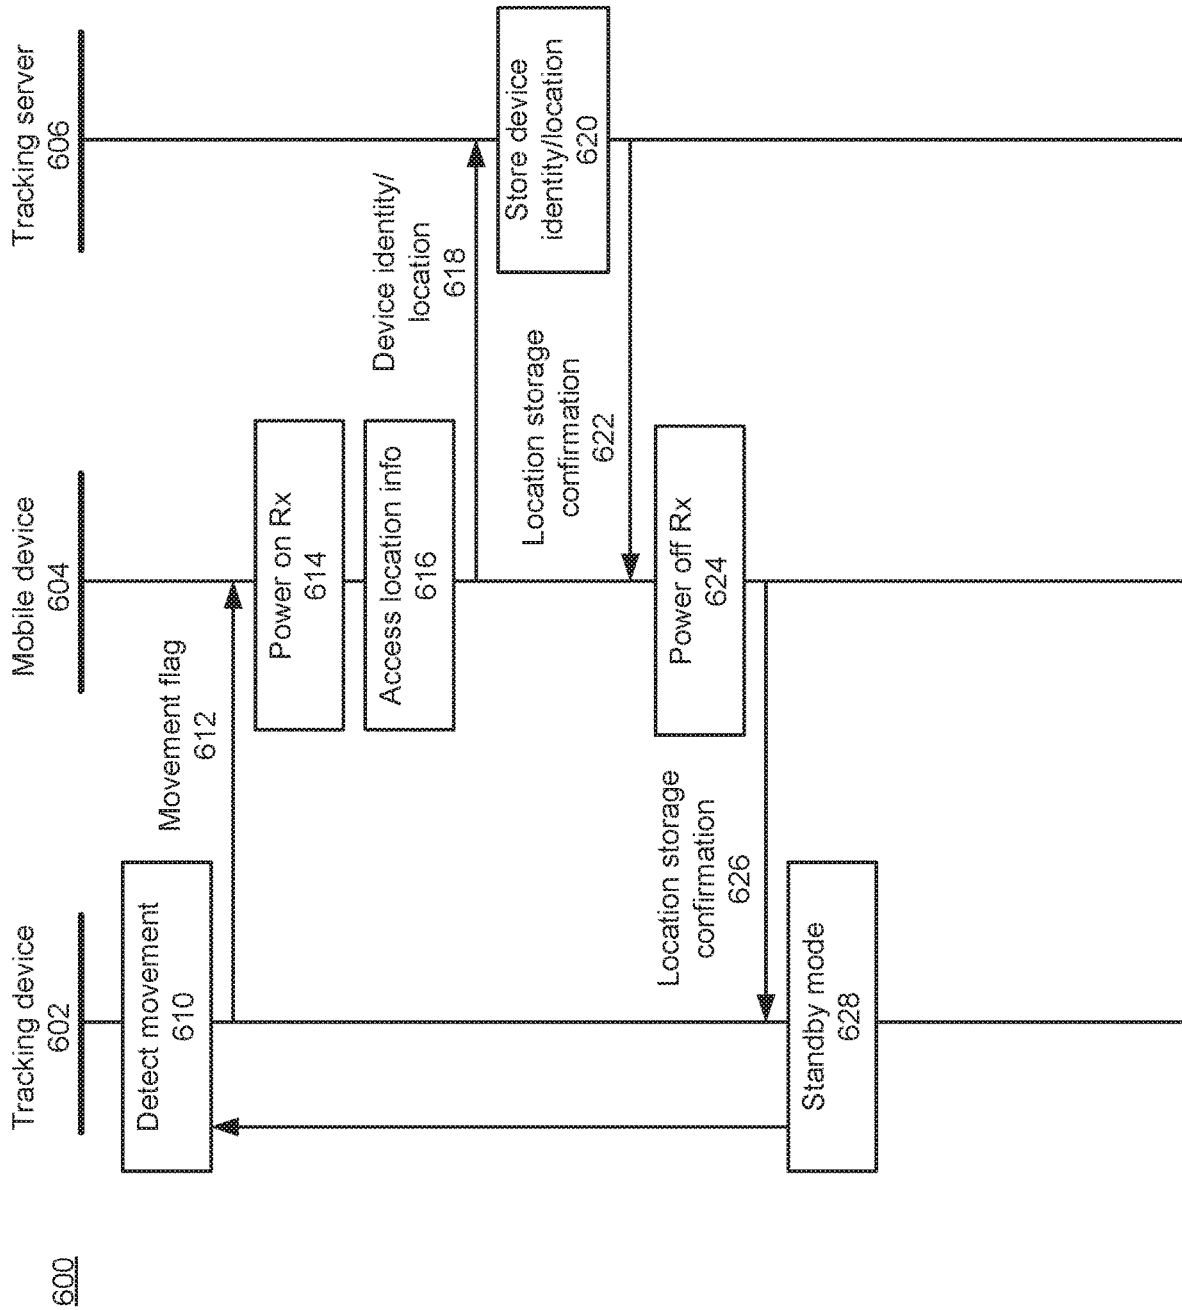 600
Tracking device
602
Mobile device
604
Tracking server
606
Detect movement
610
Movement flag
612
Power on Rx
614
Access location info
616
Device identity/
location
618
Store device
identity/location
620
Location storage
confirmation
622
Power off Rx
624
Location storage
confirmation
626
Standby mode
628